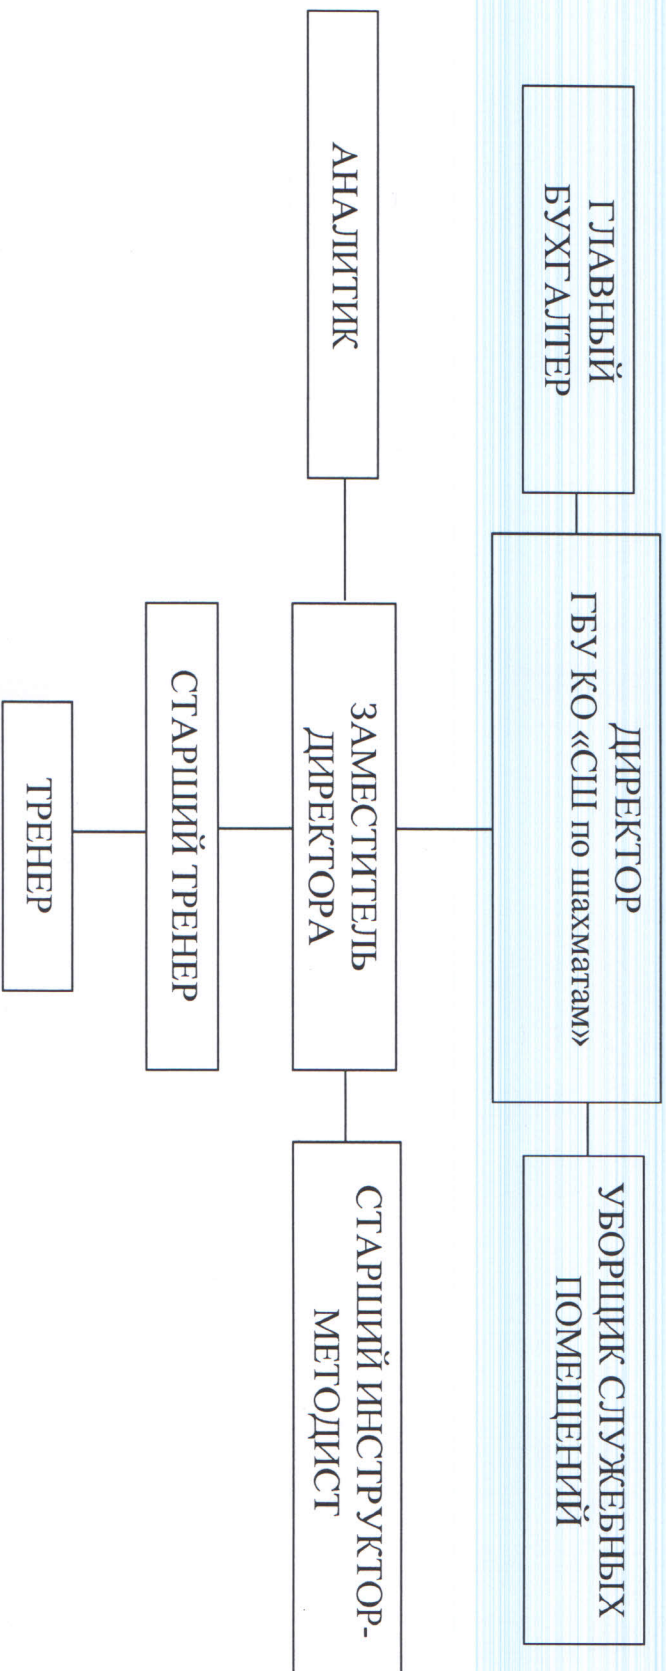 ГЛАВНЫЙ
БУХГАЛТЕР
ДИРЕКТОР
ГБУ КО «СШ по шахматам»
УБОРЩИК СЛУЖЕБНЫХ
ПОМЕЩЕНИЙ
АНАЛИТИК
ЗАМЕСТИТЕЛЬ
ДИРЕКТОРА
СТАРШИЙ ИНСТРУКТОР-
МЕТОДИСТ
СТАРШИЙ ТРЕНЕР
ТРЕНЕР